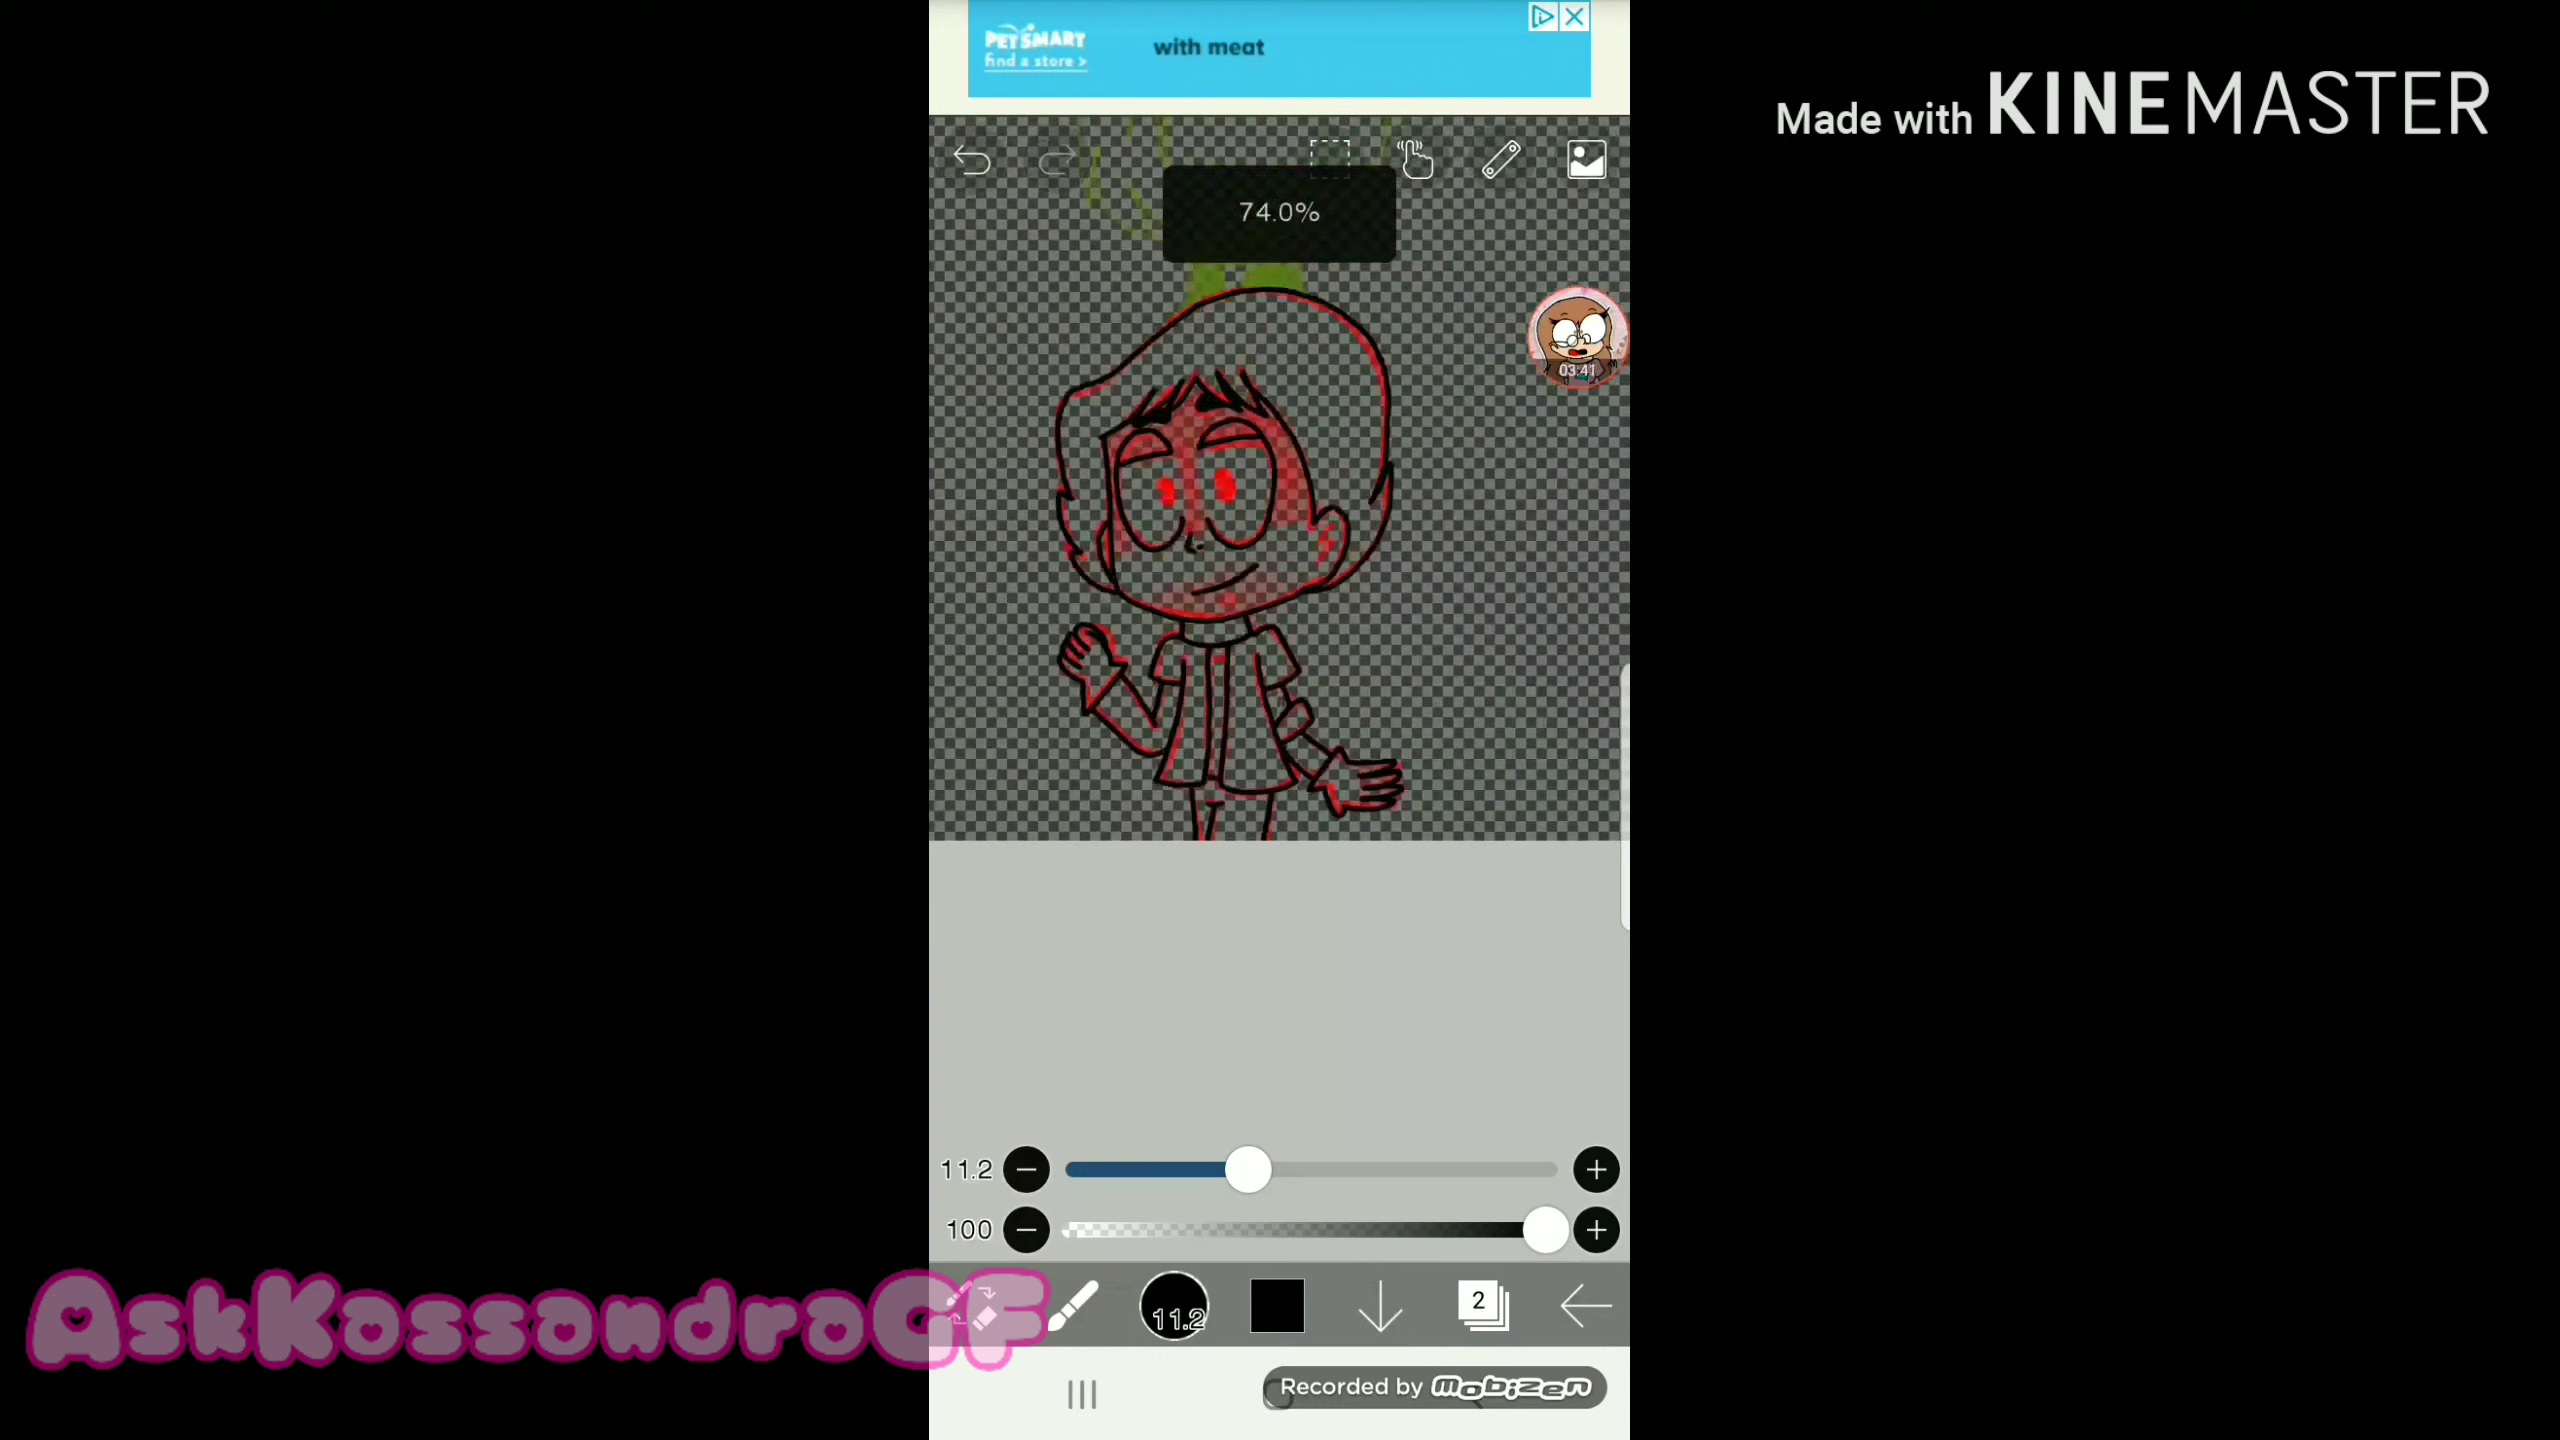 PETSMART
find a store >
with meat
Made with KINEMASTER
74.0%
03:41
11.2
100
11.2
2
AskKassandraGF
Recorded by mobizen